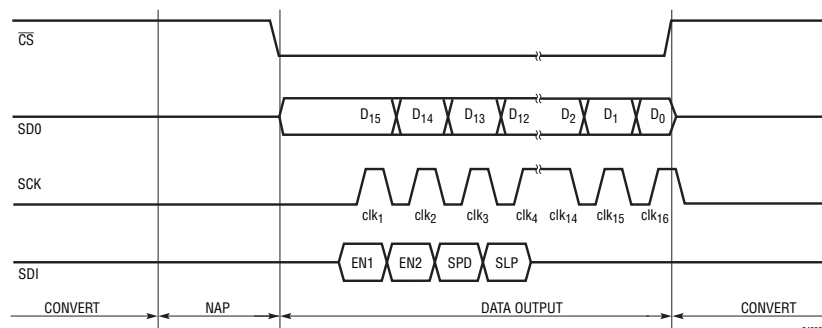 CS
SD0
D15 D14 D13 D12 D2 D1 D0
SCK
clk1 clk2 clk3 clk4 clk14 clk15 clk16
SDI
EN1 EN2 SPD SLP
CONVERT NAP DATA OUTPUT CONVERT